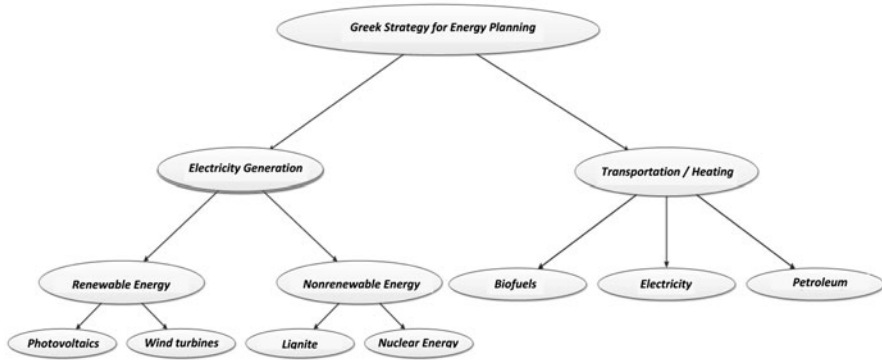 Greek Strategy for Energy Planning
Electricity Generation
Transportation / Heating
Renewable Energy
Nonrenewable Energy
Biofuels
Electricity
Petroleum
Photovoltaics
Wind turbines
Lignite
Nuclear Energy